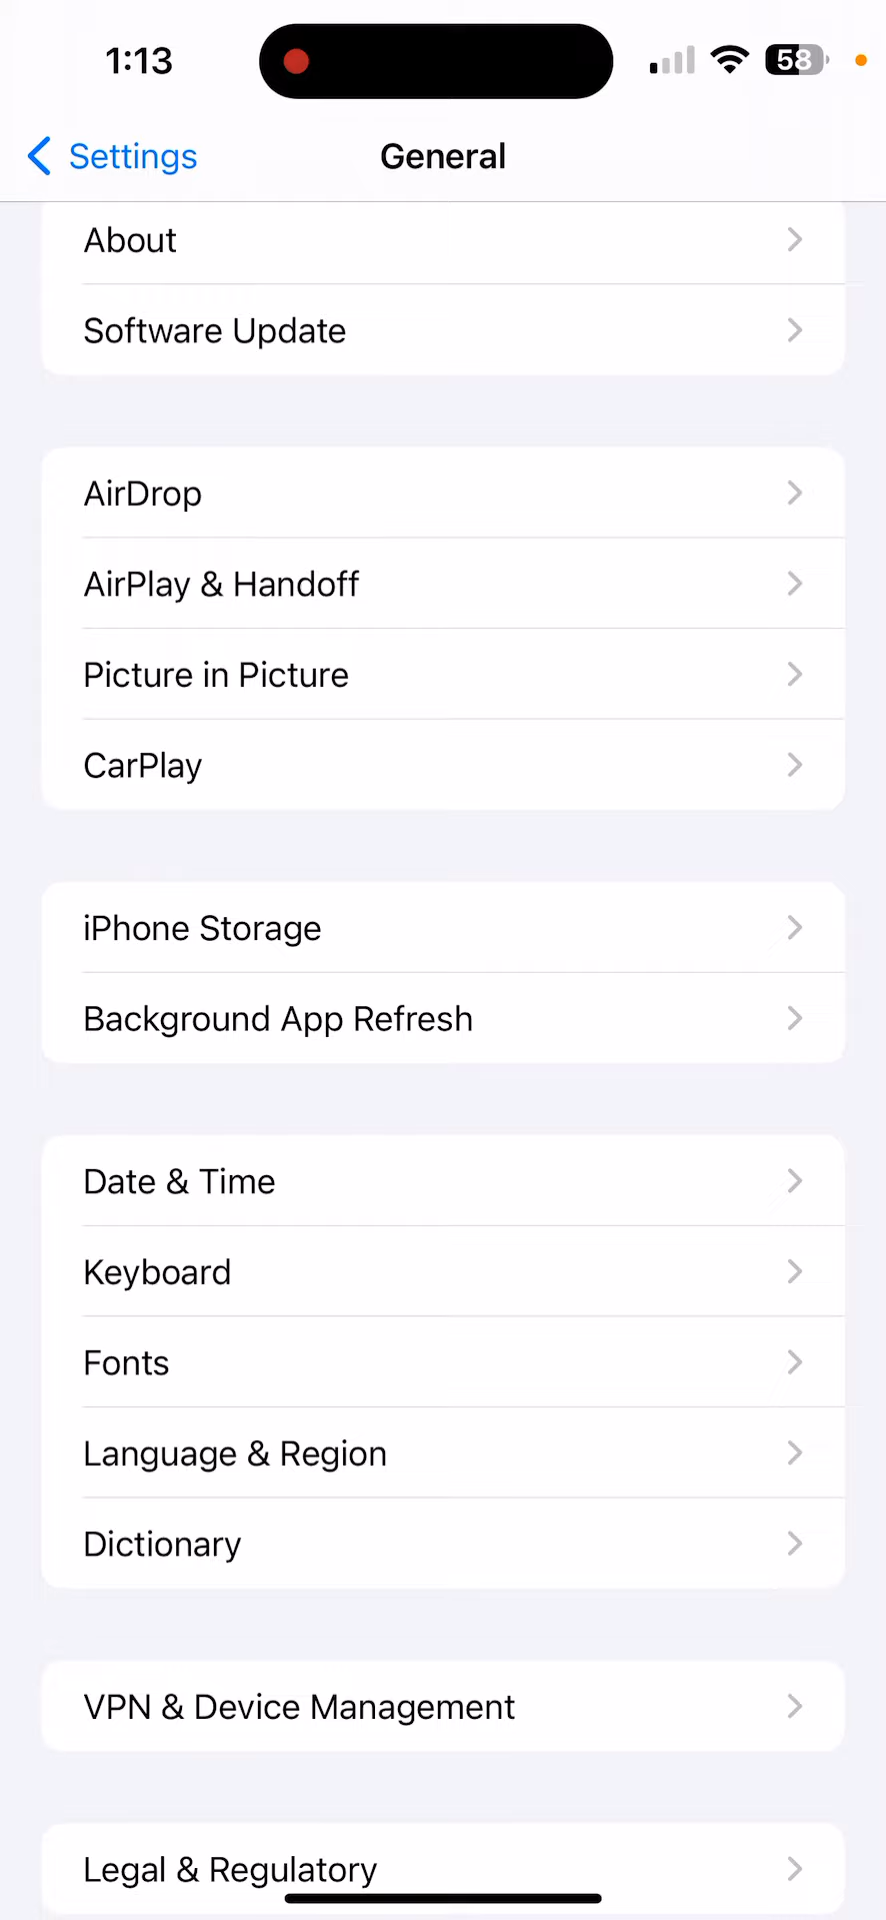 1:13
58
Settings
General
About
Software Update
AirDrop
AirPlay & Handoff
Picture in Picture
CarPlay
iPhone Storage
Background App Refresh
Date & Time
Keyboard
Fonts
Language & Region
Dictionary
VPN & Device Management
Legal & Regulatory